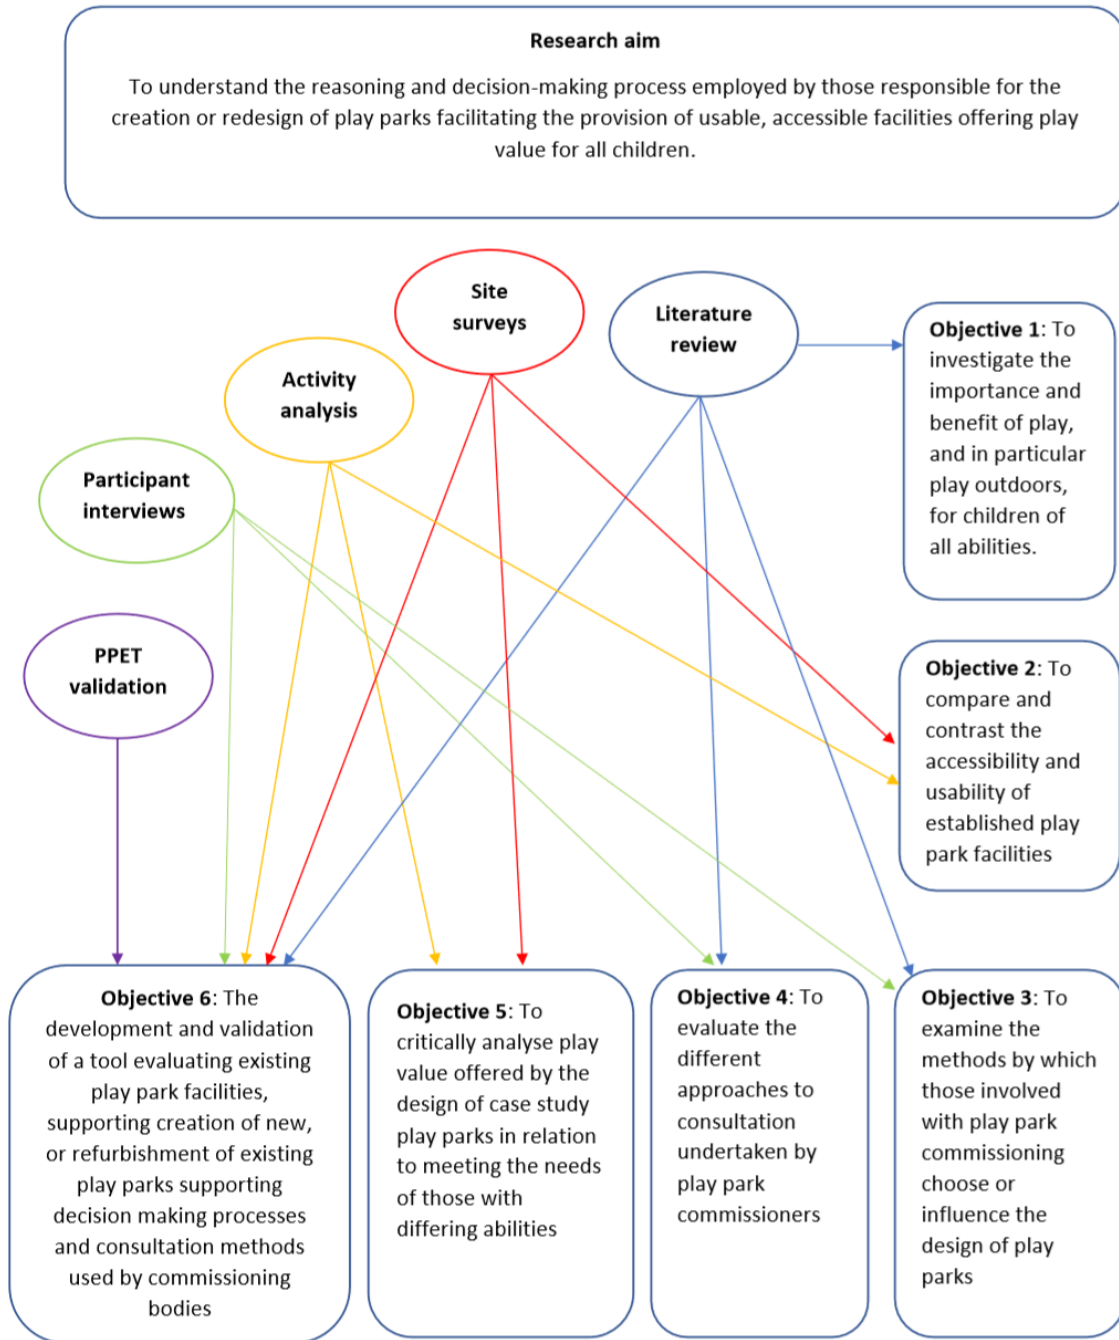 Research aim
To understand the reasoning and decision-making process employed by those responsible for the
creation or redesign of play parks facilitating the provision of usable, accessible facilities offering play
value for all children.
Site
surveys
Literature
review
Activity
analysis
Participant
interviews
PPET
validation
Objective 1: To
investigate the
importance and
benefit of play,
and in particular
play outdoors,
for children of
all abilities.
Objective 2: To
compare and
contrast the
accessibility and
usability of
established play
park facilities
Objective 6: The
development and validation
of a tool evaluating existing
play park facilities,
supporting creation of new,
or refurbishment of existing
play parks supporting
decision making processes
and consultation methods
used by commissioning
bodies
Objective 5: To
critically analyse play
value offered by the
design of case study
play parks in relation
to meeting the needs
of those with
differing abilities
Objective 4: To
evaluate the
different
approaches to
consultation
undertaken by
play park
commissioners
Objective 3: To
examine the
methods by which
those involved
with play park
commissioning
choose or
influence the
design of play
parks